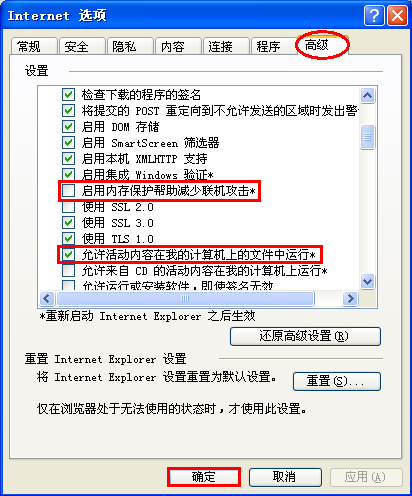 Internet 选项
常规 安全 隐私 内容 连接 程序 高级
设置
检查下载的程序的签名
将提交的 POST 重定向到不允许发送的区域时发出警
启用 DOM 存储
启用 SmartScreen 筛选器
启用本机 XMLHTTP 支持
启用集成 Windows 验证*
启用内存保护帮助减少联机攻击*
使用 SSL 2.0
使用 SSL 3.0
使用 TLS 1.0
允许活动内容在我的计算机上的文件中运行*
允许来自 CD 的活动内容在我的计算机上运行*
允许运行或安装软件，即使签名无效
*重新启动 Internet Explorer 之后生效
还原高级设置(R)
重置 Internet Explorer 设置
将 Internet Explorer 设置重置为默认设置。 重置(S)...
仅在浏览器处于无法使用的状态时，才使用此设置。
确定 取消 应用(A)